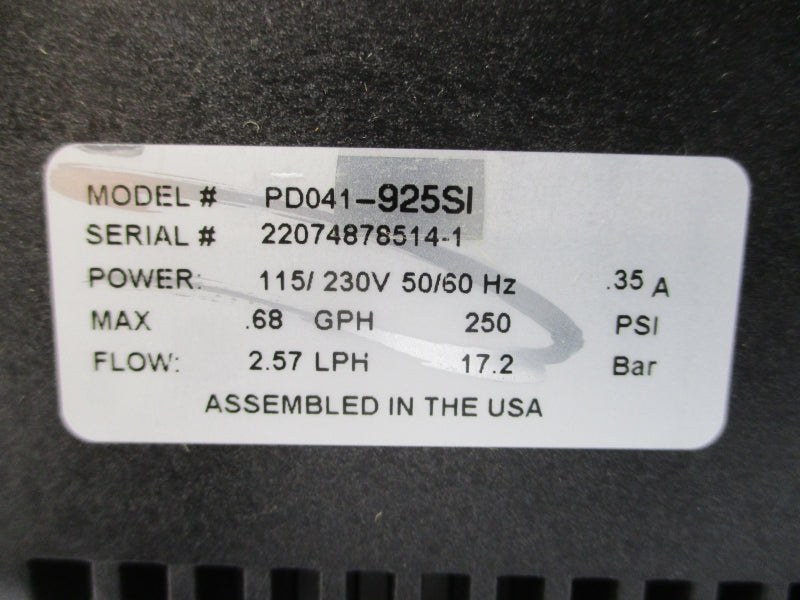 MODEL # PD041-925SI
SERIAL # 22074878514-1
POWER: 115/ 230V 50/60 Hz .35 A
MAX .68 GPH 250 PSI
FLOW: 2.57 LPH 17.2 Bar
ASSEMBLED IN THE USA